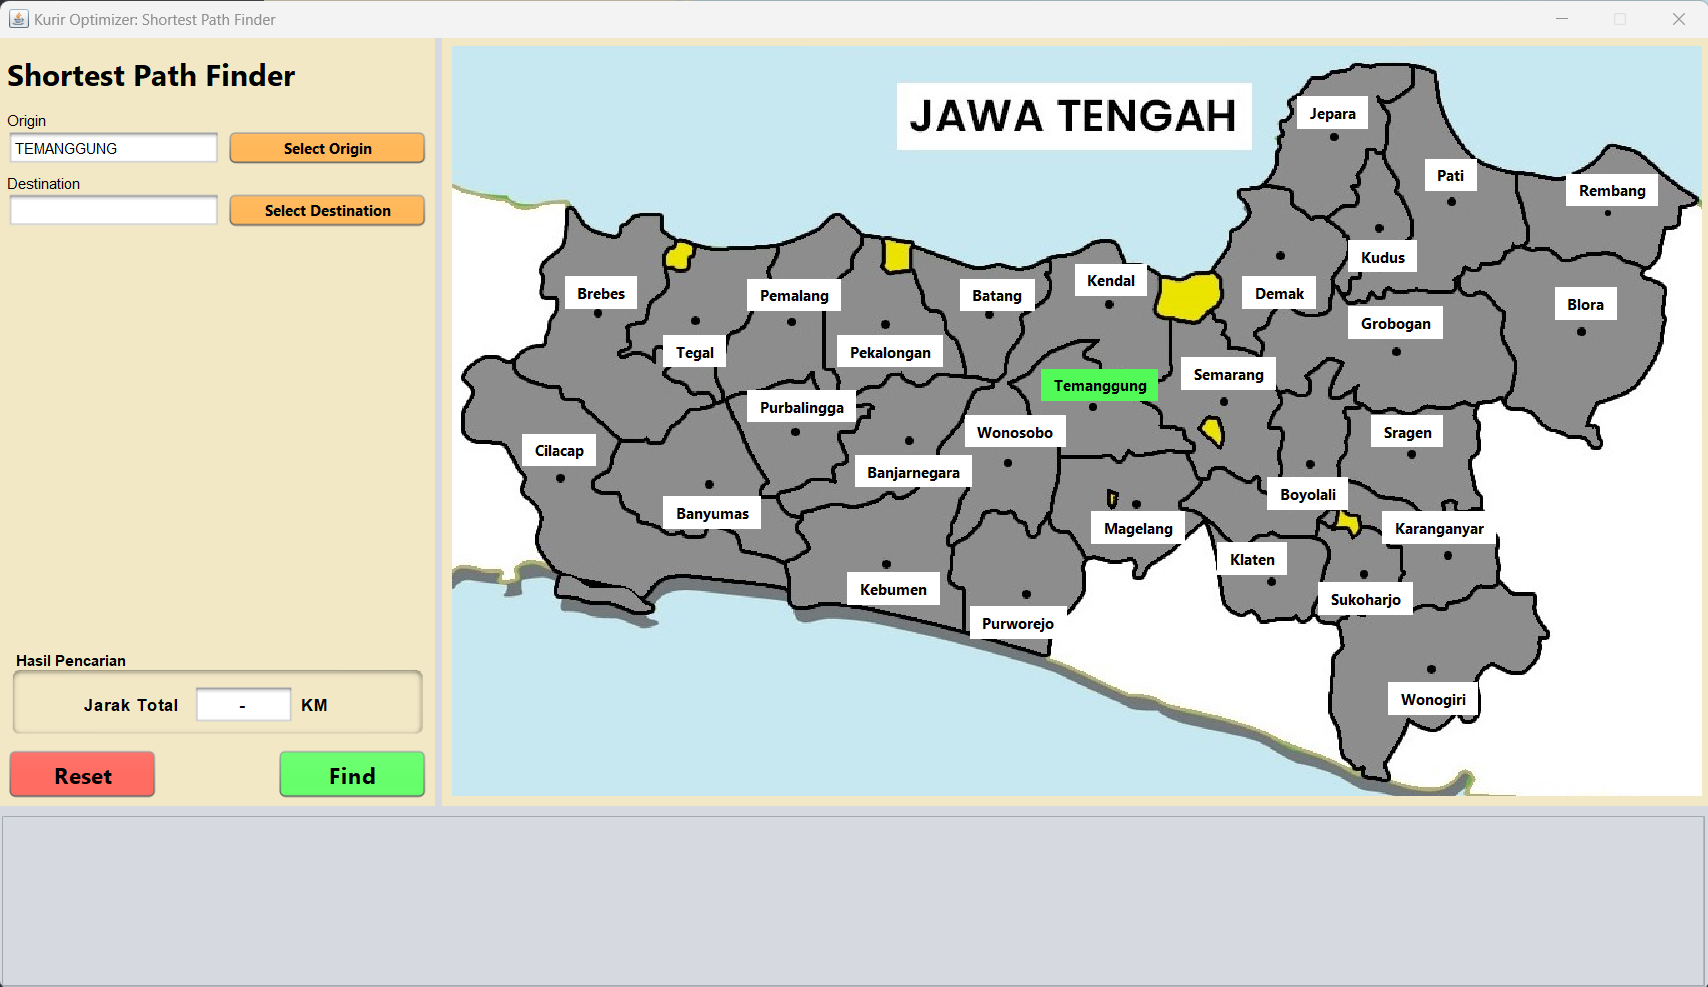 Kurir Optimizer: Shortest Path Finder
Shortest Path Finder
Origin
TEMANGGUNG
Select Origin
Destination
Select Destination
Hasil Pencarian
Jarak Total - KM
Reset
Find
JAWA TENGAH
Jepara
Pati
Rembang
Kudus
Brebes
Pemalang
Batang
Kendal
Demak
Blora
Grobogan
Tegal
Pekalongan
Semarang
Temanggung
Purbalingga
Wonosobo
Sragen
Cilacap
Banjarnegara
Boyolali
Banyumas
Magelang
Karanganyar
Klaten
Kebumen
Sukoharjo
Purworejo
Wonogiri